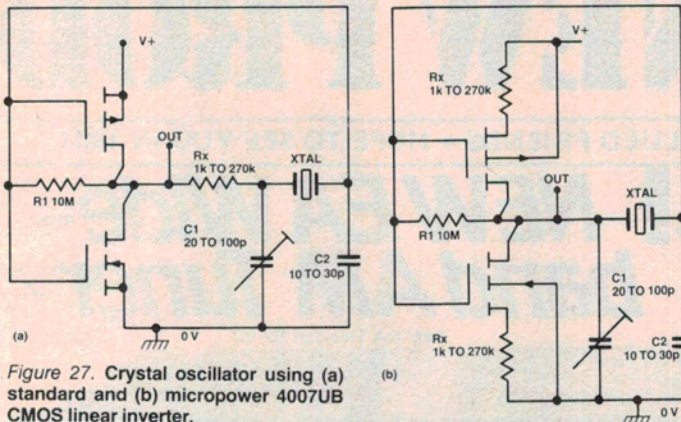 V+
OUT
Rx
1k TO 270k
XTAL
R1 10M
C1
20 TO 100p
C2
10 TO 30p
0 V
(a)
Figure 27. Crystal oscillator using (a)
standard and (b) micropower 4007UB
CMOS linear inverter.
V+
Rx
1k TO 270k
OUT
XTAL
R1 10M
C1
20 TO 100p
Rx
1k TO 270k
C2
10 TO 30p
(b)
0 V